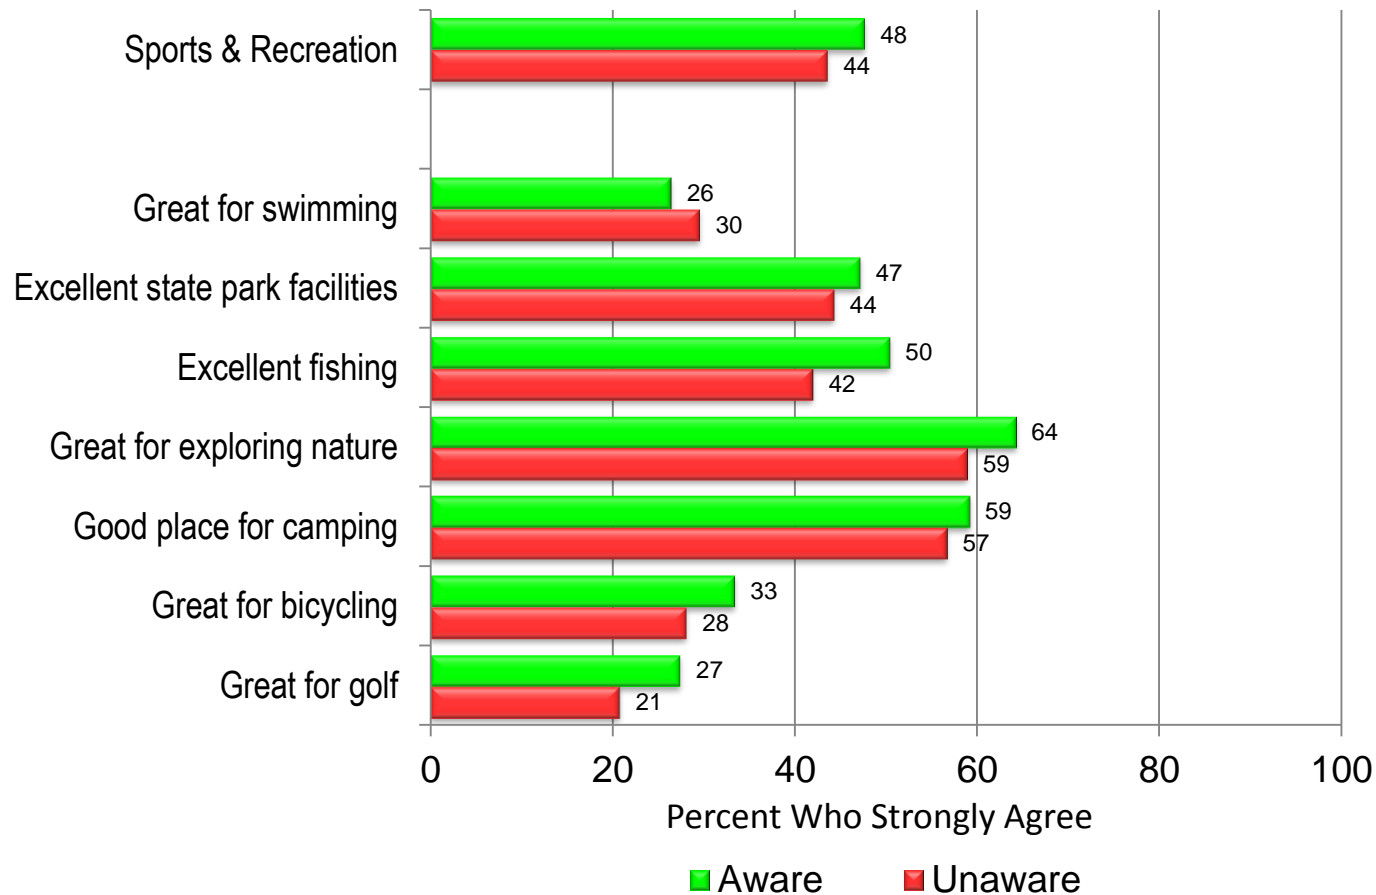 Sports & Recreation
48
44
Great for swimming
26
30
Excellent state park facilities
47
44
Excellent fishing
50
42
Great for exploring nature
64
59
Good place for camping
59
57
Great for bicycling
33
28
Great for golf
27
21
0 20 40 60 80 100
Percent Who Strongly Agree
Aware Unaware